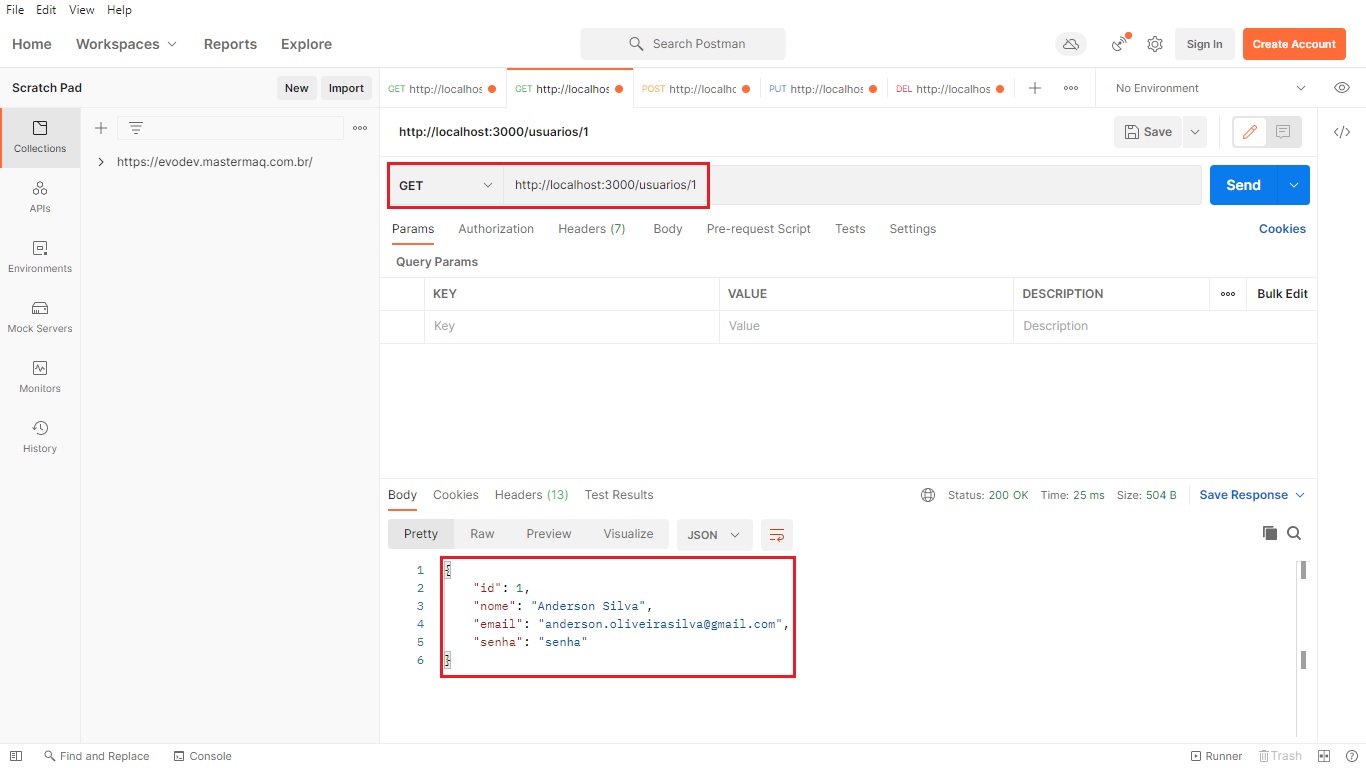 File Edit View Help
Home Workspaces Reports Explore Search Postman Sign In Create Account
Scratch Pad New Import GET http://localhos GET http://localhos POST http://localhc PUT http://localhos DEL http://localhos No Environment
Collections
https://evodev.mastermaq.com.br/
APIs
Environments
Mock Servers
Monitors
History
http://localhost:3000/usuarios/1 Save
GET http://localhost:3000/usuarios/1 Send
Params Authorization Headers (7) Body Pre-request Script Tests Settings Cookies
Query Params
KEY VALUE DESCRIPTION Bulk Edit
Key Value Description
Body Cookies Headers (13) Test Results Status: 200 OK Time: 25 ms Size: 504 B Save Response
Pretty Raw Preview Visualize JSON
1 {
2 "id": 1,
3 "nome": "Anderson Silva",
4 "email": "anderson.oliveirasilva@gmail.com",
5 "senha": "senha"
6 }
Find and Replace Console Runner Trash